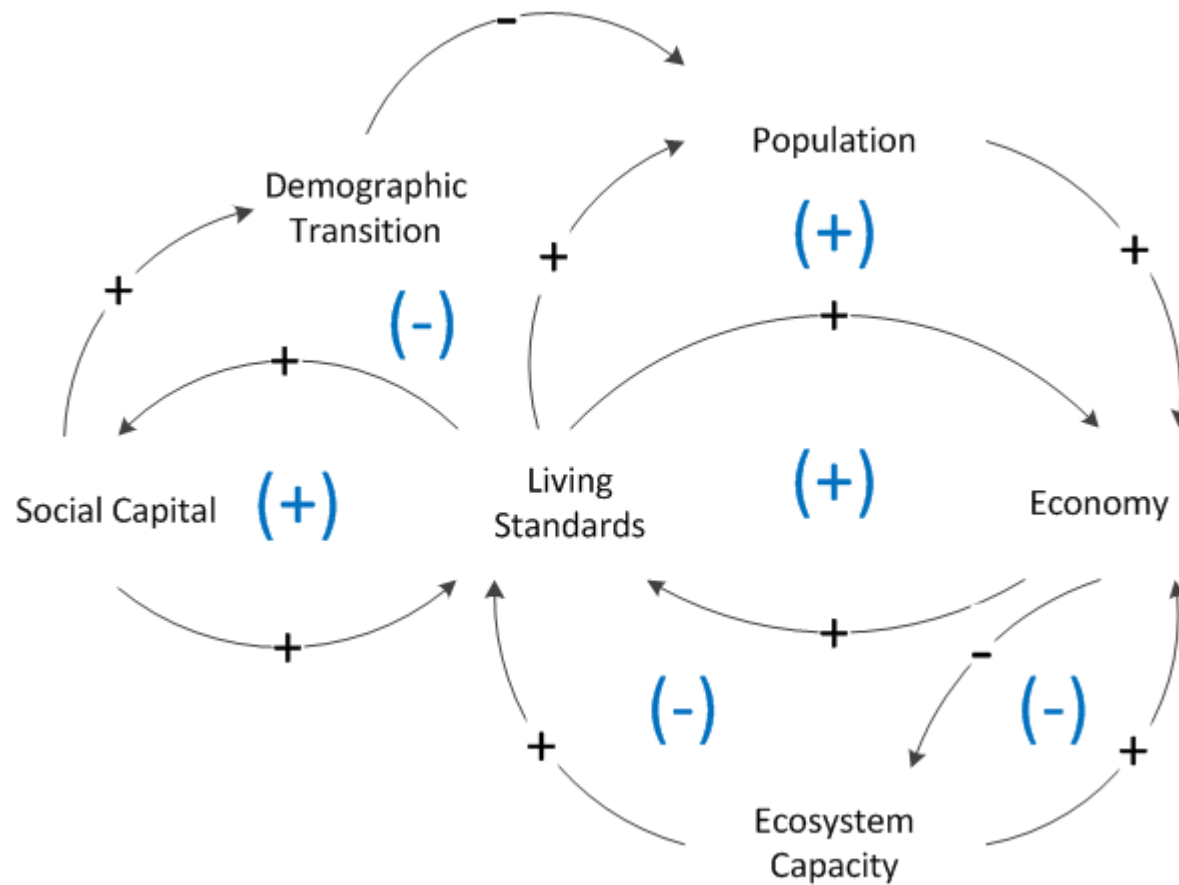 -
Population
Demographic
Transition
(+)
+
+
+
(-)
+
+
Living
Standards
Social Capital
(+)
(+)
Economy
+
+
-
(-)
(-)
+
+
Ecosystem
Capacity